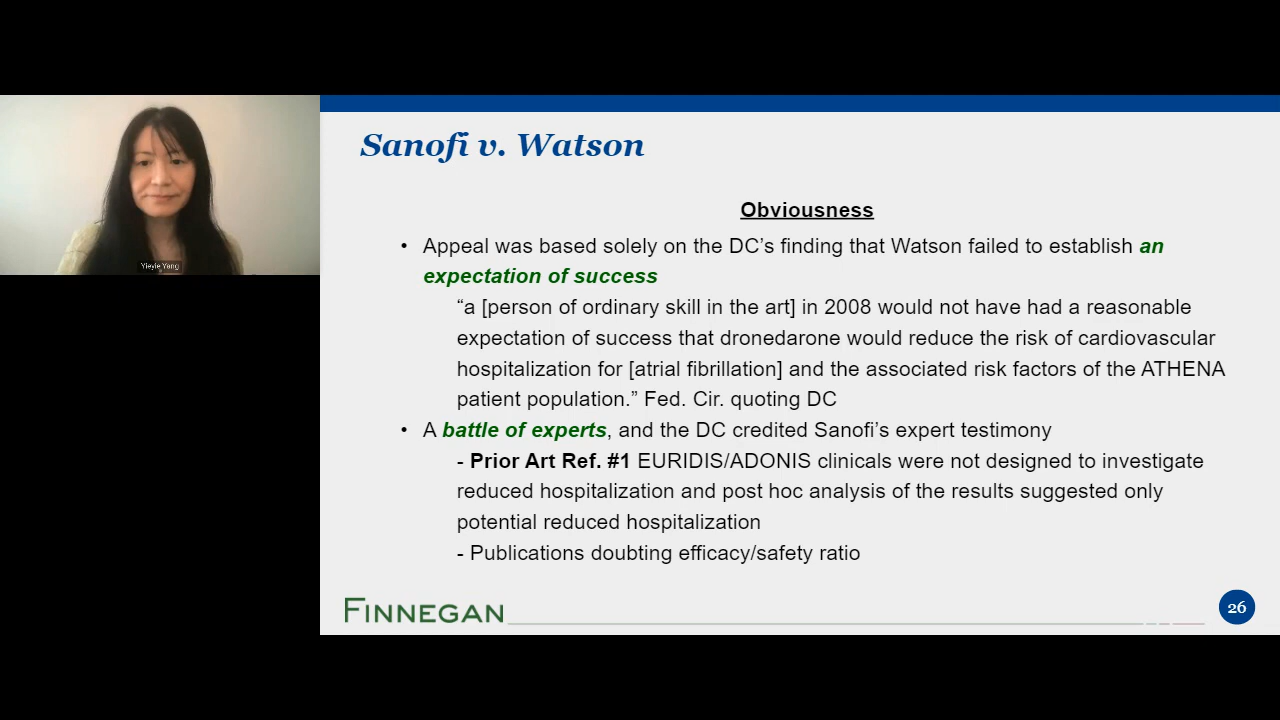 Yieyie Yang
Sanofi v. Watson
Obviousness
• Appeal was based solely on the DC’s finding that Watson failed to establish an
expectation of success
“a [person of ordinary skill in the art] in 2008 would not have had a reasonable
expectation of success that dronedarone would reduce the risk of cardiovascular
hospitalization for [atrial fibrillation] and the associated risk factors of the ATHENA
patient population.” Fed. Cir. quoting DC
• A battle of experts, and the DC credited Sanofi’s expert testimony
- Prior Art Ref. #1 EURIDIS/ADONIS clinicals were not designed to investigate
reduced hospitalization and post hoc analysis of the results suggested only
potential reduced hospitalization
- Publications doubting efficacy/safety ratio
FINNEGAN
26